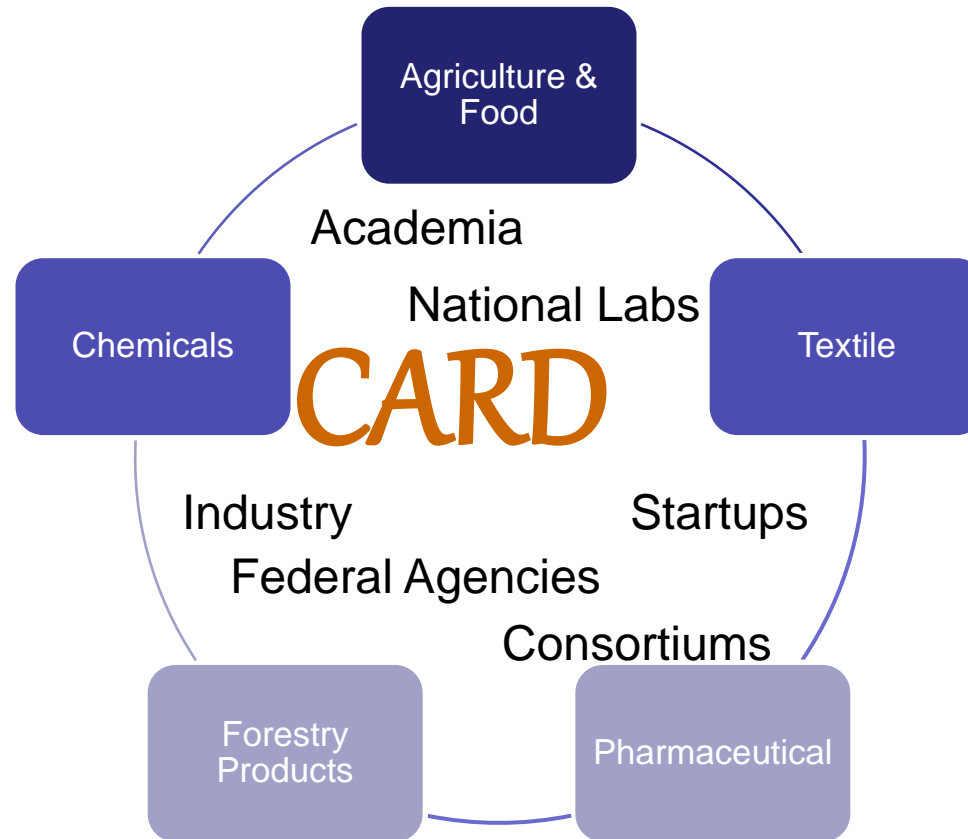 Agriculture &
Food
Academia
National Labs
Chemicals
Textile
CARD
Industry
Startups
Federal Agencies
Consortiums
Forestry
Products
Pharmaceutical